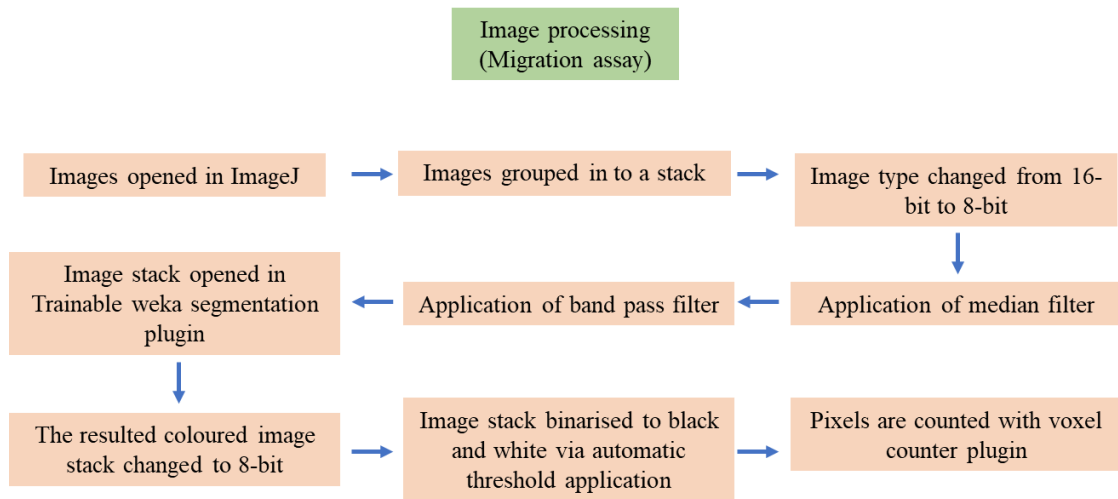 Image processing
(Migration assay)
Images opened in ImageJ
Images grouped in to a stack
Image type changed from 16-
bit to 8-bit
Application of median filter
Application of band pass filter
Image stack opened in
Trainable weka segmentation
plugin
The resulted coloured image
stack changed to 8-bit
Image stack binarised to black
and white via automatic
threshold application
Pixels are counted with voxel
counter plugin